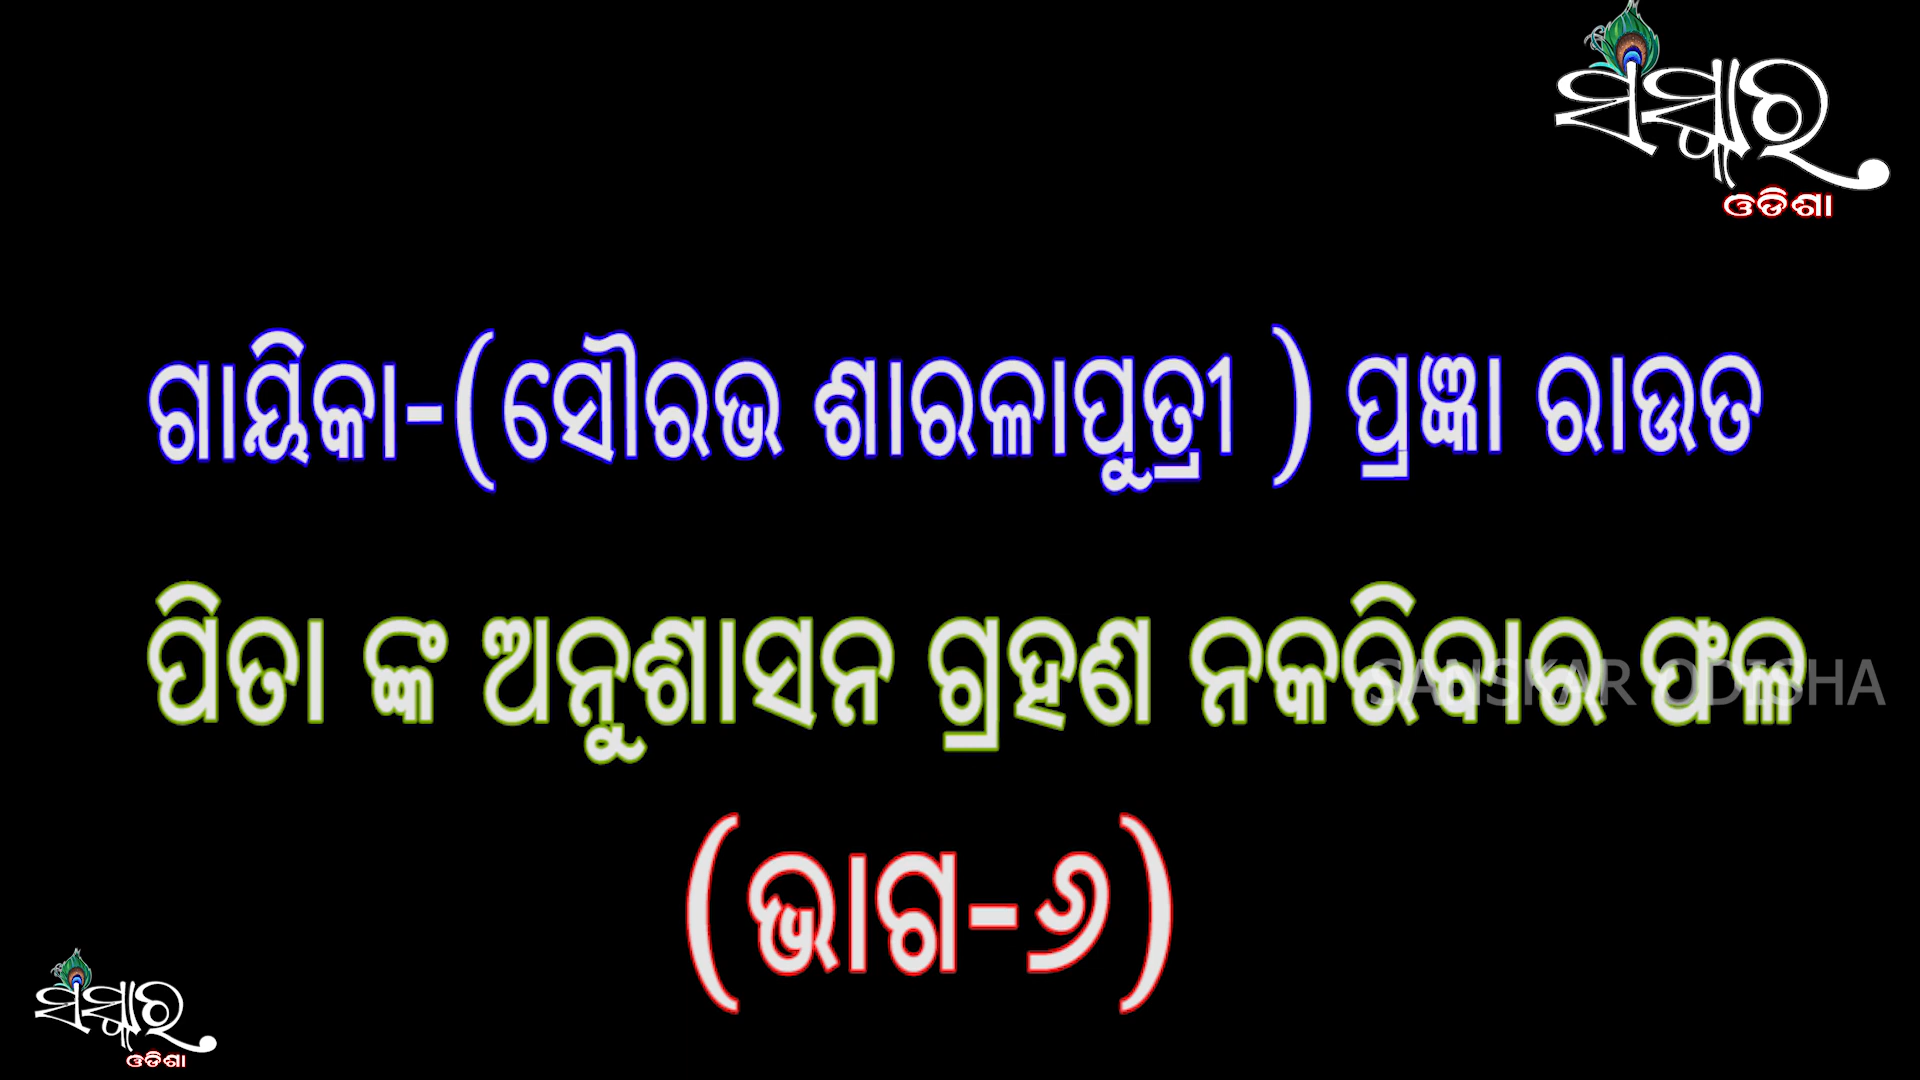 ସଂସ୍କାର
ଓଡିଶା
ଗାୟିକା-(ସୌରଭ ଶାରଳାପୁତ୍ରୀ ) ପ୍ରଜ୍ଞା ରାଉତ
ପିତା ଙ୍କ ଅନୁଶାସନ ଗ୍ରହଣ ନକରିବାର ଫଳ
SANSKAR ODISHA
(ଭାଗ-୬)
ସଂସ୍କାର
ଓଡିଶା